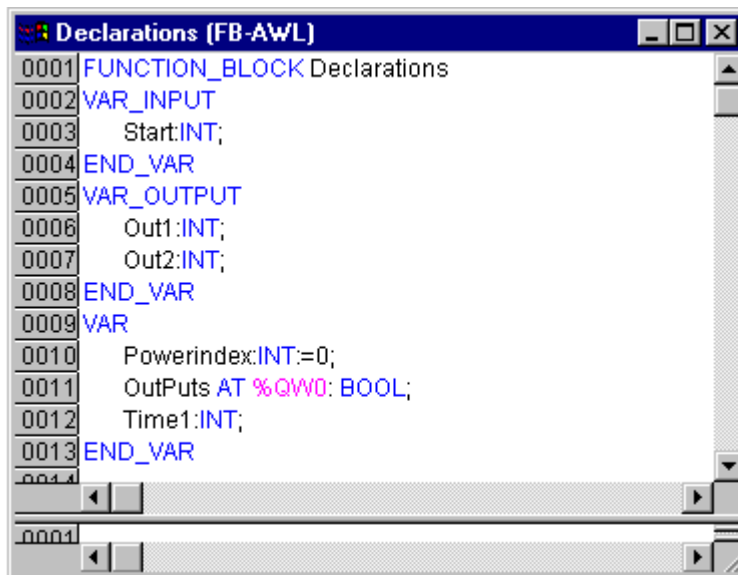 Declarations (FB-AWL)
0001 FUNCTION_BLOCK Declarations
0002 VAR_INPUT
0003 Start:INT;
0004 END_VAR
0005 VAR_OUTPUT
0006 Out1:INT;
0007 Out2:INT;
0008 END_VAR
0009 VAR
0010 Powerindex:INT:=0;
0011 OutPuts AT %QW0: BOOL;
0012 Time1:INT;
0013 END_VAR
0014
0001